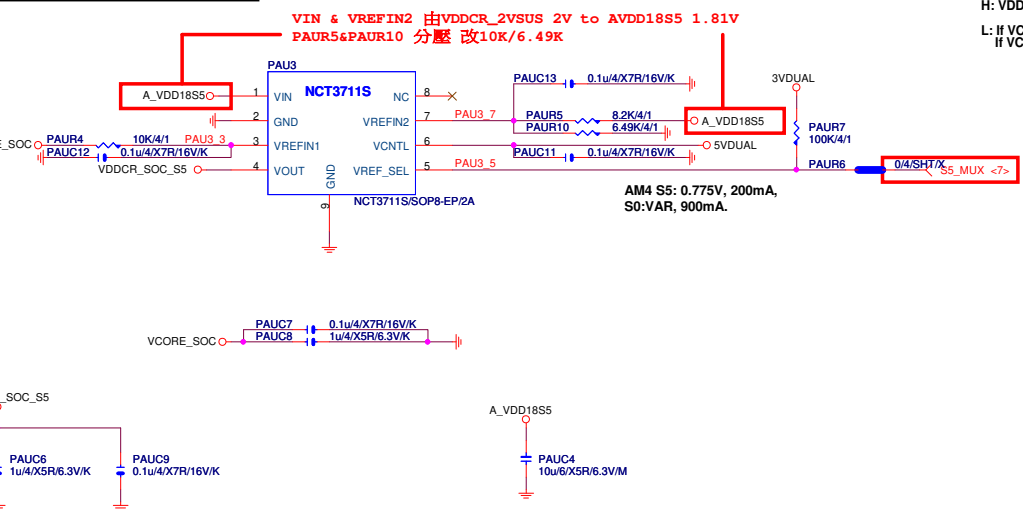 H: VDD
VIN & VREFIN2 由VDDCR_2VSUS 2V to AVDD18S5 1.81V
PAUR5&PAUR10 分壓 改10K/6.49K
L: If VC
If VC
PAU3
NCT3711S
A_VDD18S5
1 VIN
2 GND
3 VREFIN1
4 VOUT
NC 8
VREFIN2 7
VCNTL 6
VREF_SEL 5
GND
9
NCT3711S/SOP8-EP/2A
E_SOC
PAUR4 10K/4/1 PAU3_3
PAUC12 0.1u/4/X7R/16V/K
VDDCR_SOC_S5
PAUC13 0.1u/4/X7R/16V/K
PAU3_7 PAUR5 8.2K/4/1
PAUR10 6.49K/4/1
A_VDD18S5
5VDUAL
PAUC11 0.1u/4/X7R/16V/K
PAU3_5
3VDUAL
PAUR7
100K/4/1
PAUR6 0/4/SHT/X
S5_MUX <7>
AM4 S5: 0.775V, 200mA,
S0:VAR, 900mA.
PAUC7 0.1u/4/X7R/16V/K
PAUC8 1u/4/X5R/6.3V/K
VCORE_SOC
_SOC_S5
PAUC6
1u/4/X5R/6.3V/K
PAUC9
0.1u/4/X7R/16V/K
A_VDD18S5
PAUC4
10u/6/X5R/6.3V/M